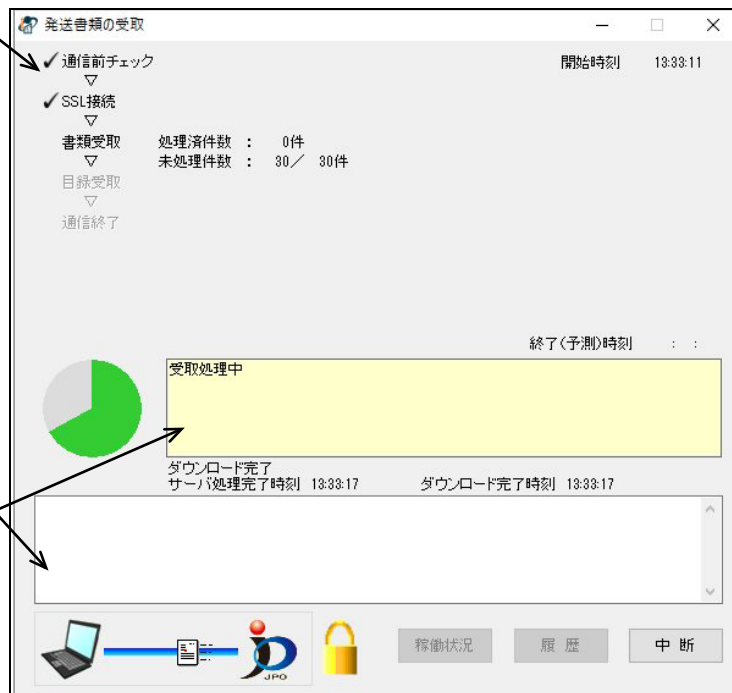 発送書類の受取
通信前チェック
開始時刻 13:33:11
▽
SSL接続
▽
書類受取 処理済件数 : 0件
▽ 未処理件数 : 30/ 30件
目録受取
▽
通信終了
終了(予測)時刻 : :
受取処理中
ダウンロード完了
サーバ処理完了時刻 13:33:17 ダウンロード完了時刻 13:33:17
JPO
稼働状況 履 歴 中 断